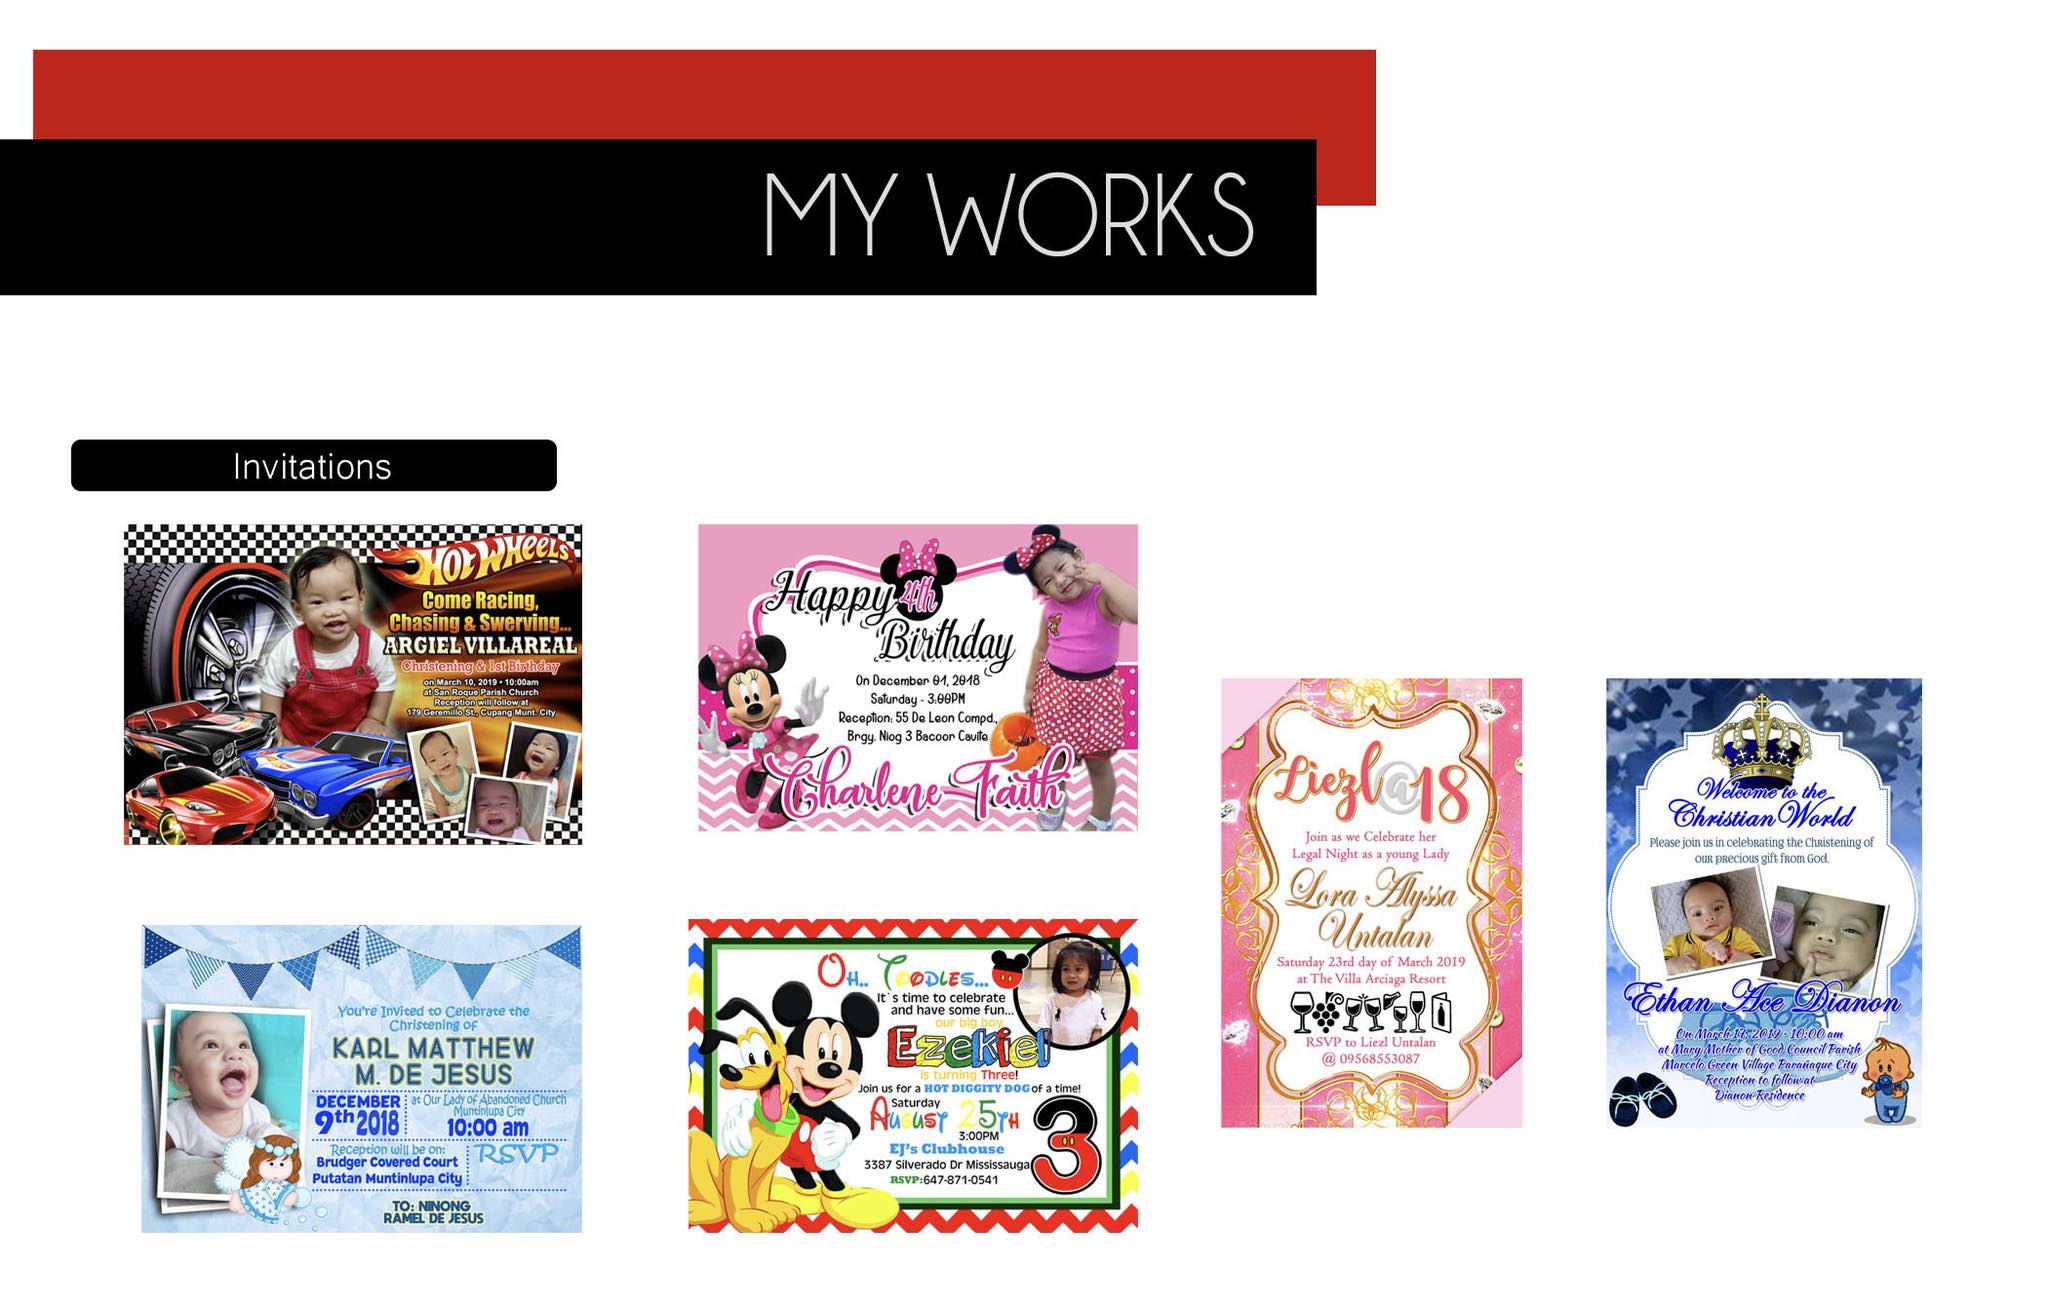 MY WORKS
Invitations
HOT WHEELS
Come Racing,
Chasing & Swerving...
ARGIEL VILLAREAL
Christening & 1st Birthday
on March 10, 2019 • 10:00am
at San Roque Parish Church
Reception will follow at
179 Geremillo St., Cupang Munt. City
Happy 4th
Birthday
On December 01, 2018
Saturday - 3:00PM
Reception: 55 De Leon Compd.,
Brgy. Niog 3 Bacoor Cavite
Charlene Faith
Liezl@18
Join as we Celebrate her
Legal Night as a young Lady
Lora Alyssa
Untalan
Saturday 23rd day of March 2019
at The Villa Arciaga Resort
RSVP to Liezl Untalan
@ 09568553087
Welcome to the
Christian World
Please join us in celebrating the Christening of
our precious gift from God.
Ethan Ace Dianon
On March 17, 2019 • 10:00 am
at Mary Mother of Good Council Parish
Marcelo Green Village Parañaque City
Reception to follow at
Dianon Residence
You're Invited to Celebrate the
Christening of
KARL MATTHEW
M. DE JESUS
DECEMBER
9th 2018
at Our Lady of Abandoned Church
Muntinlupa City
10:00 am
Reception will be on:
Brudger Covered Court
Putatan Muntinlupa City
RSVP
TO: NINONG
RAMEL DE JESUS
OH.. TOODLES...
It`s time to celebrate
and have some fun...
our big boy
Ezekiel
is turning Three!
Join us for a HOT DIGGITY DOG of a time!
Saturday
August 25th
3:00PM
EJ's Clubhouse
3387 Silverado Dr Mississauga
RSVP: 647-871-0541
3